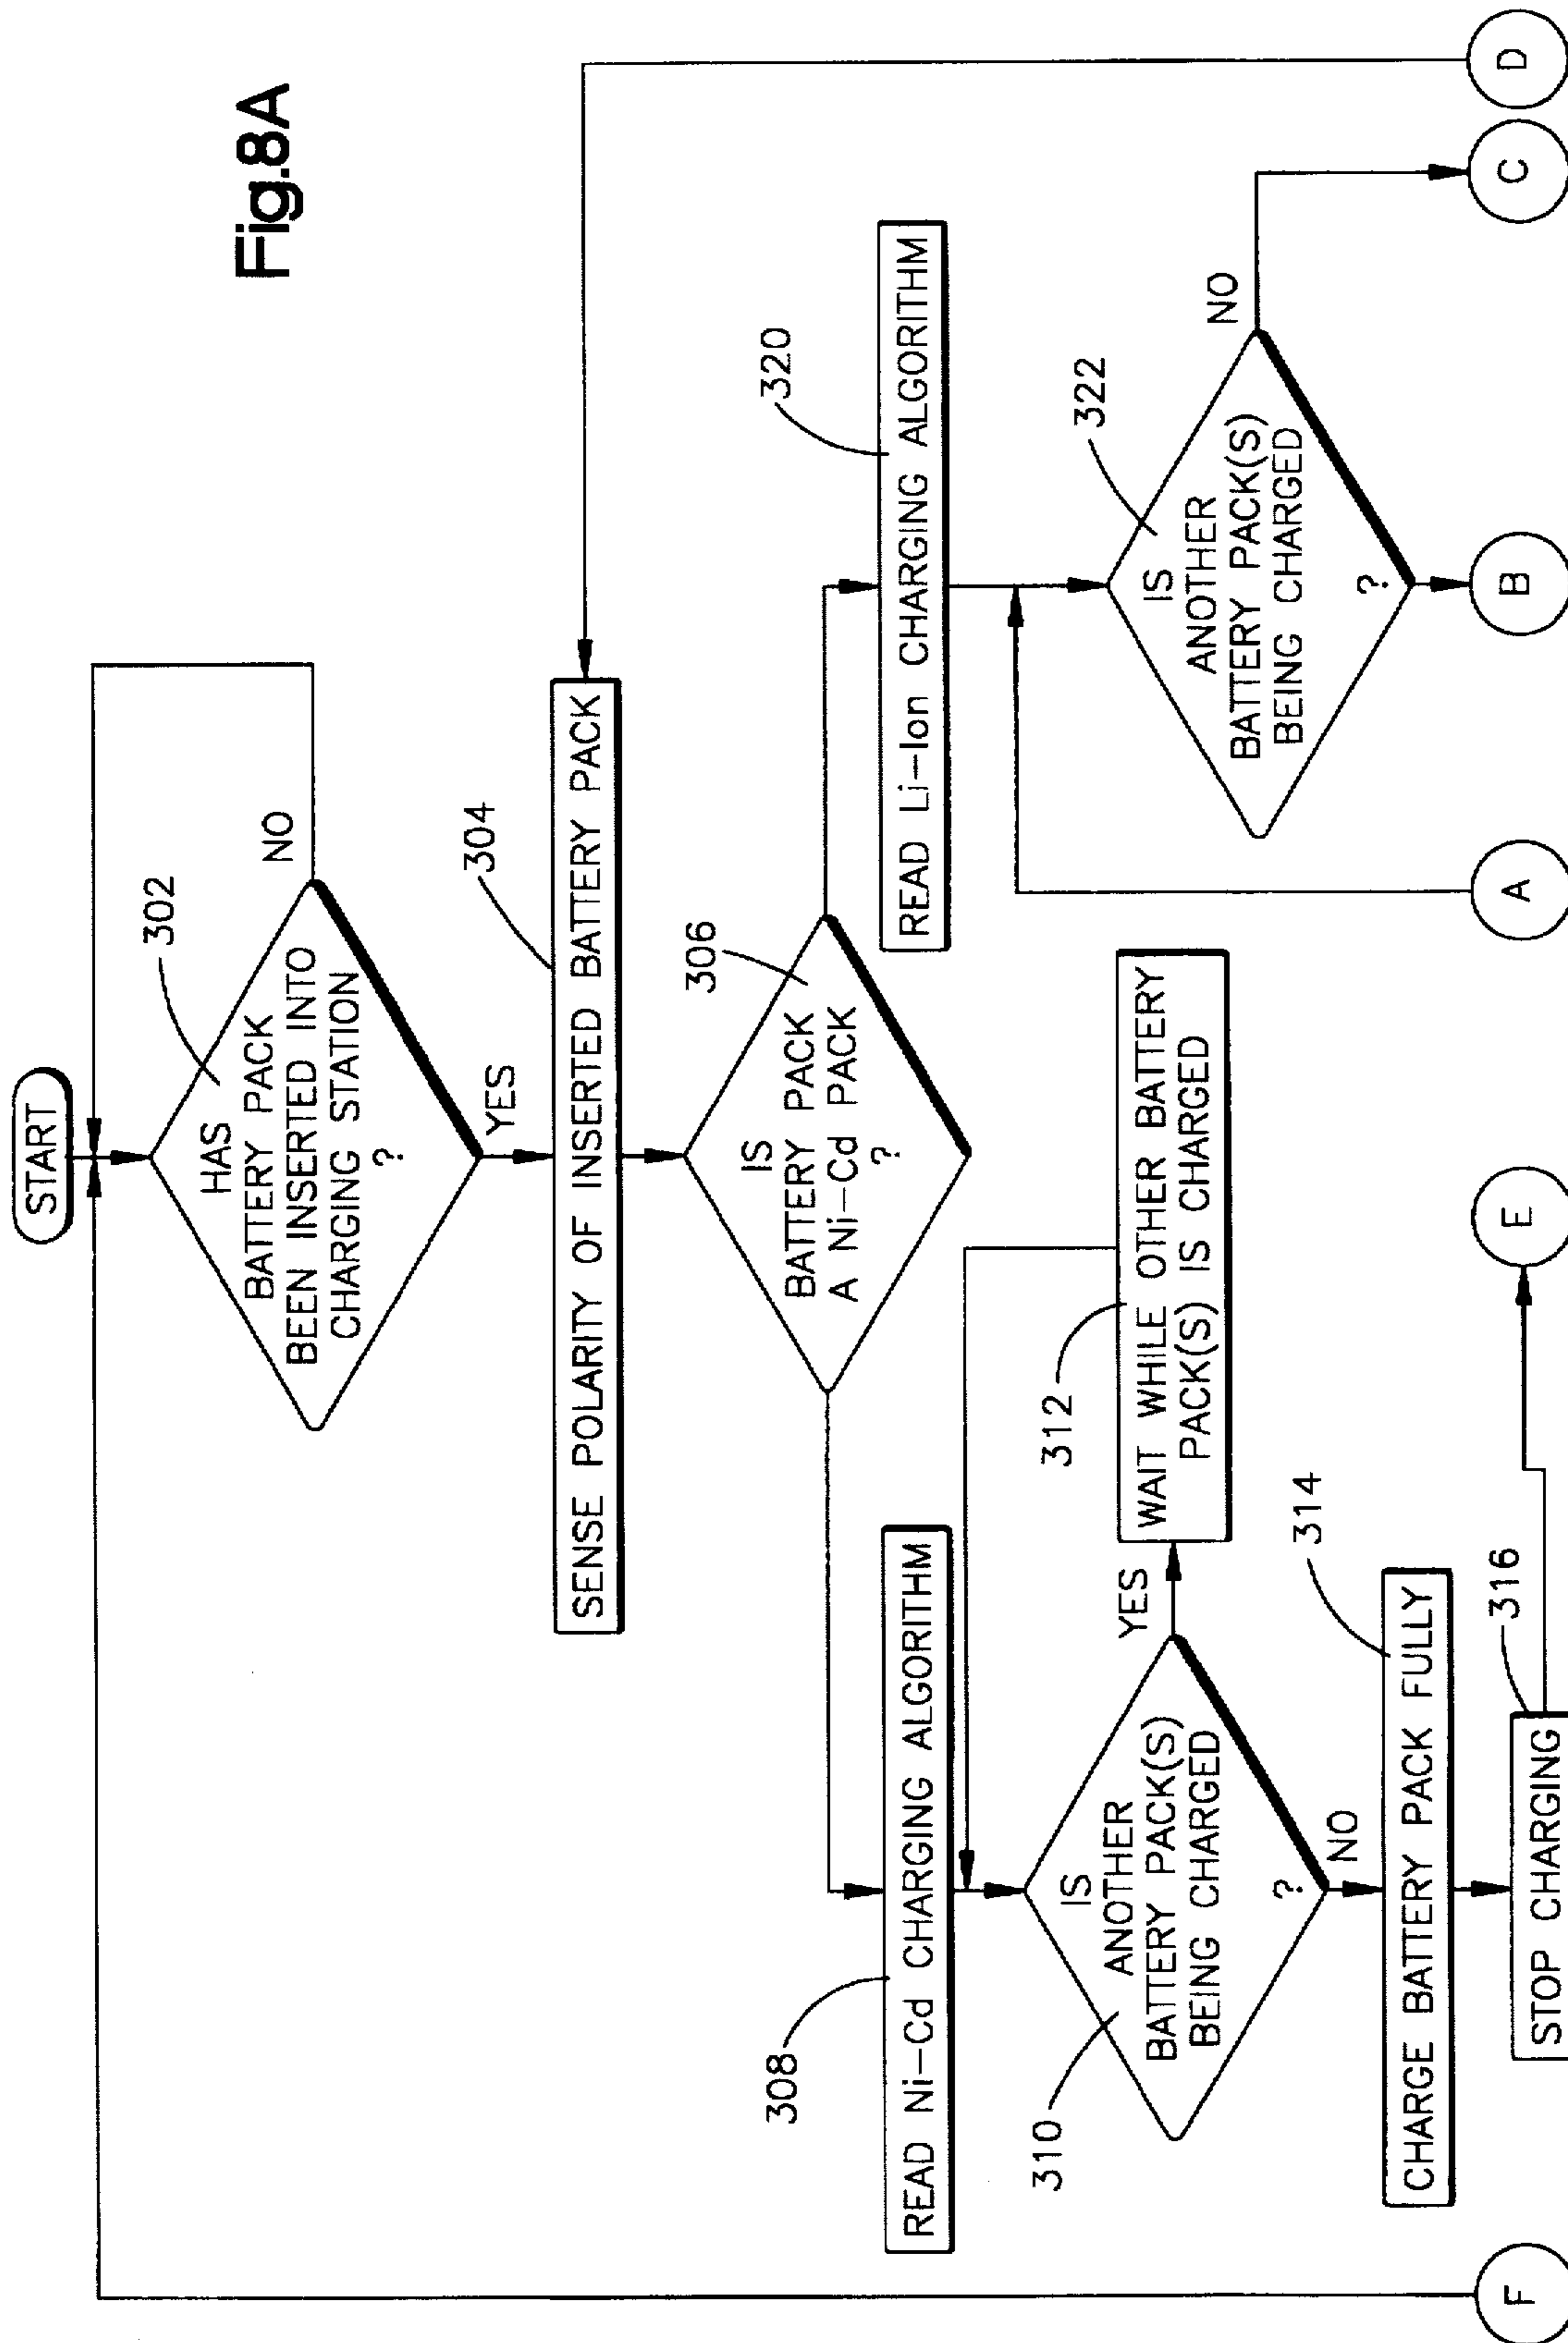 Fig.8A
START
302
HAS
BATTERY PACK
BEEN INSERTED INTO
CHARGING STATION
?
NO
YES
304
SENSE POLARITY OF INSERTED BATTERY PACK
306
IS
BATTERY PACK
A Ni-Cd PACK
?
308
READ Ni-Cd CHARGING ALGORITHM
310
IS
ANOTHER
BATTERY PACK(S)
BEING CHARGED
?
YES
NO
312
WAIT WHILE OTHER BATTERY
PACK(S) IS CHARGED
314
CHARGE BATTERY PACK FULLY
316
STOP CHARGING
320
READ Li-Ion CHARGING ALGORITHM
322
IS
ANOTHER
BATTERY PACK(S)
BEING CHARGED
?
NO
F
E
A
B
C
D